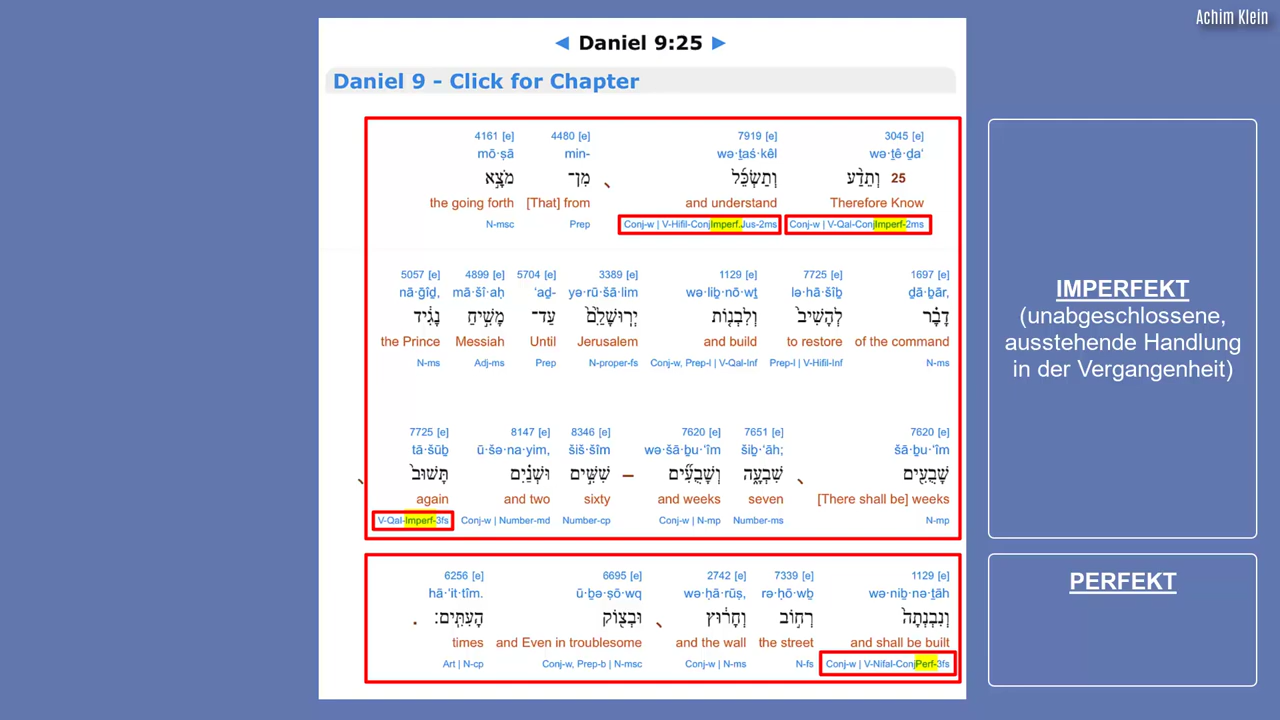 Achim Klein
◄ Daniel 9:25 ►
Daniel 9 - Click for Chapter
4161 [e] 4480 [e] 7919 [e] 3045 [e]
mō·ṣā min- wə·ṯaś·kêl wə·ṯê·ḏa‘
מֹצָ֣א מִן־ ، וְתַשְׂכֵּ֜ל וְתֵדַ֨ע 25
the going forth [That] from and understand Therefore Know
N-msc Prep Conj-w | V-Hifil-ConjImperf.Jus-2ms Conj-w | V-Qal-ConjImperf-2ms
5057 [e] 4899 [e] 5704 [e] 3389 [e] 1129 [e] 7725 [e] 1697 [e]
nā·ḡîḏ, mā·šî·aḥ ‘aḏ- yə·rū·šā·lim wə·liḇ·nō·wṯ lə·hā·šîḇ ḏā·ḇār,
נָגִ֔יד מָשִׁ֣יחַ עַד־ יְרֽוּשָׁלִַ֙ם֙ וְלִבְנ֤וֹת לְהָשִׁיב֙ דָבָ֗ר
the Prince Messiah Until Jerusalem and build to restore of the command
N-ms Adj-ms Prep N-proper-fs Conj-w, Prep-l | V-Qal-Inf Prep-l | V-Hifil-Inf N-ms
7725 [e] 8147 [e] 8346 [e] 7620 [e] 7651 [e] 7620 [e]
tā·šūḇ ū·šə·na·yim, šiš·šîm wə·šā·ḇu·‘îm šiḇ·‘āh; šā·ḇu·‘îm
، תָּשׁוּב֙ וּשְׁנַ֔יִם שִׁשִּׁ֣ים – וְשָׁבֻעִ֞ים שִׁבְעָ֑ה ، שָׁבֻעִ֖ים
again and two sixty and weeks seven [There shall be] weeks
V-Qal-Imperf-3fs Conj-w | Number-md Number-cp Conj-w | N-mp Number-ms N-mp
6256 [e] 6695 [e] 2742 [e] 7339 [e] 1129 [e]
hā·‘it·tîm. ū·ḇə·ṣō·wq wə·ḥā·rūṣ, rə·ḥō·wḇ wə·niḇ·nə·ṯāh
. הָעִתִּֽים׃ וּבְצ֖וֹק ، וְחָר֔וּץ רְח֣וֹב וְנִבְנְתָה֙
times and Even in troublesome and the wall the street and shall be built
Art | N-cp Conj-w, Prep-b | N-msc Conj-w | N-ms N-fs Conj-w | V-Nifal-ConjPerf-3fs
IMPERFEKT
(unabgeschlossene,
ausstehende Handlung
in der Vergangenheit)
PERFEKT